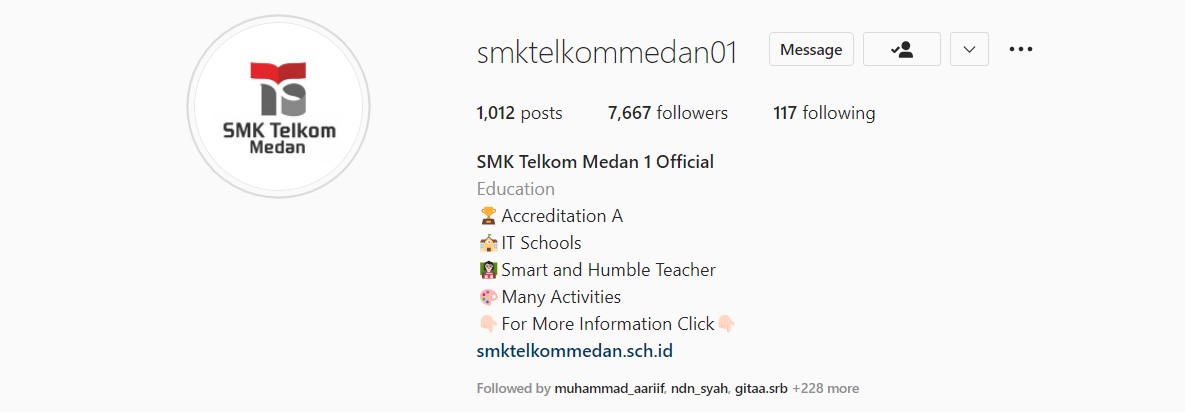 SMK Telkom
Medan
smktelkommedan01 Message
1,012 posts 7,667 followers 117 following
SMK Telkom Medan 1 Official
Education
🏆 Accreditation A
🏫 IT Schools
👩‍🏫 Smart and Humble Teacher
🎨 Many Activities
👇🏻 For More Information Click 👇🏻
smktelkommedan.sch.id
Followed by muhammad_aariif, ndn_syah, gitaa.srb +228 more